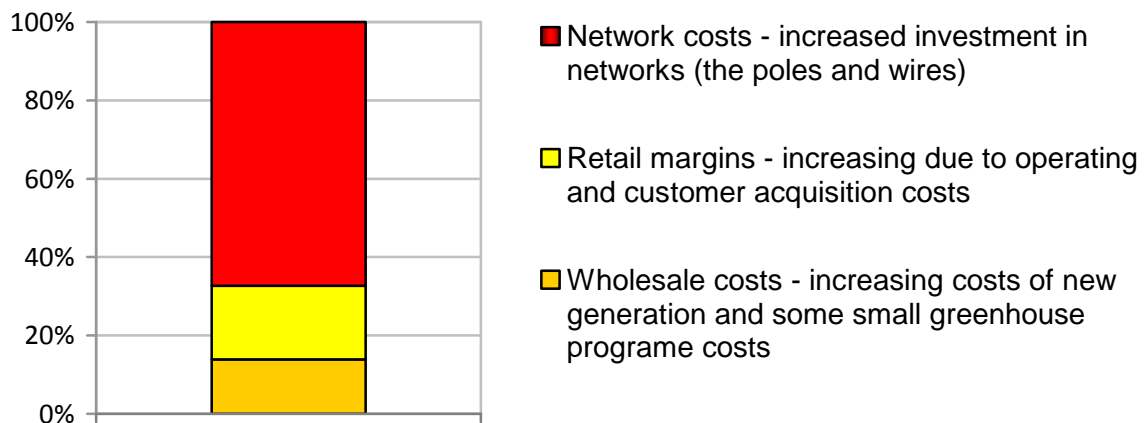 100%
80%
60%
40%
20%
0%
Network costs - increased investment in
networks (the poles and wires)
Retail margins - increasing due to operating
and customer acquisition costs
Wholesale costs - increasing costs of new
generation and some small greenhouse
programe costs